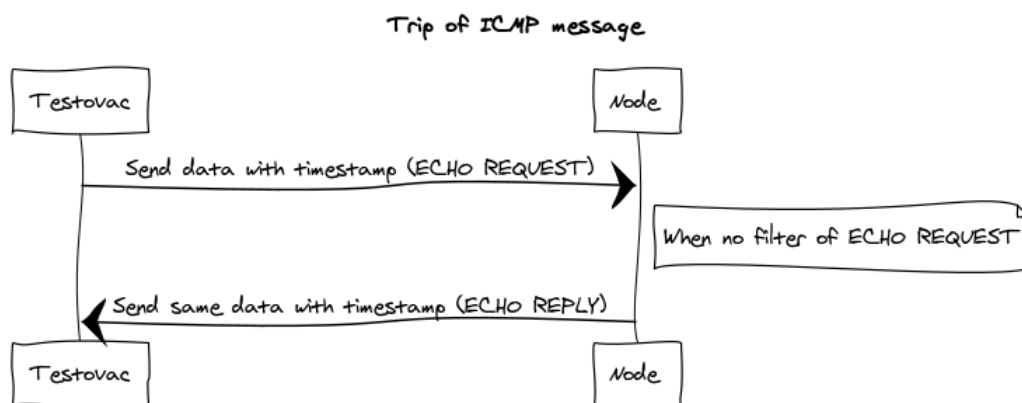 Trip of ICMP message
Testovac
Node
Send data with timestamp (ECHO REQUEST)
When no filter of ECHO REQUEST
Send same data with timestamp (ECHO REPLY)
Testovac
Node